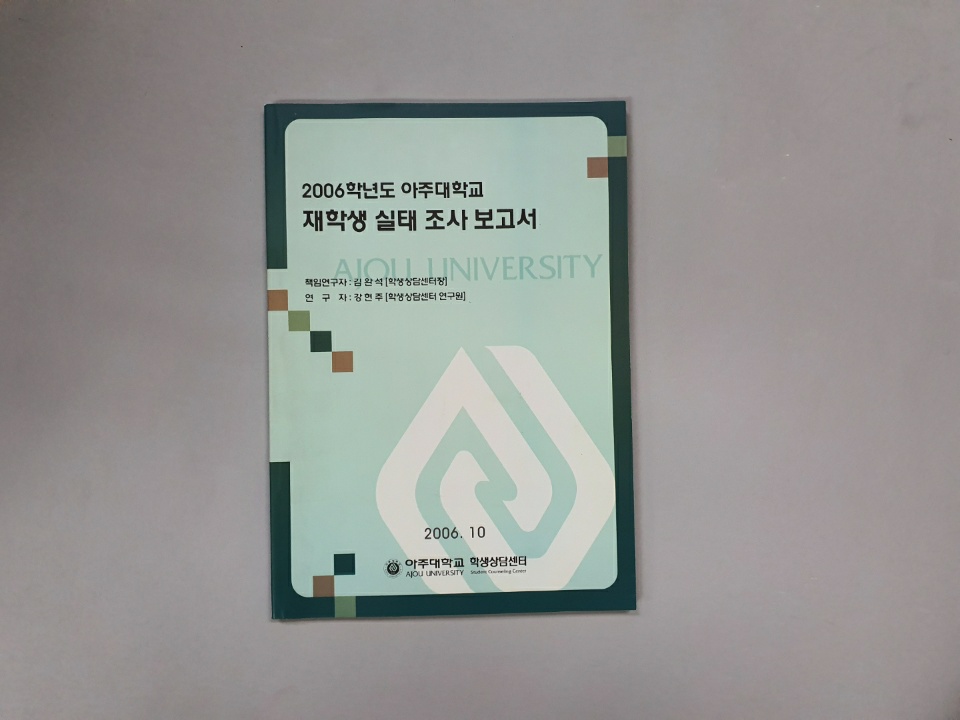 2006학년도 아주대학교
재학생 실태 조사 보고서
AJOU UNIVERSITY
책임연구자 : 김 완 석 [학생상담센터장]
연 구 자 : 강 현 주 [학생상담센터 연구원]
2006. 10
아주대학교 학생상담센터
AJOU UNIVERSITY Student Counseling Center